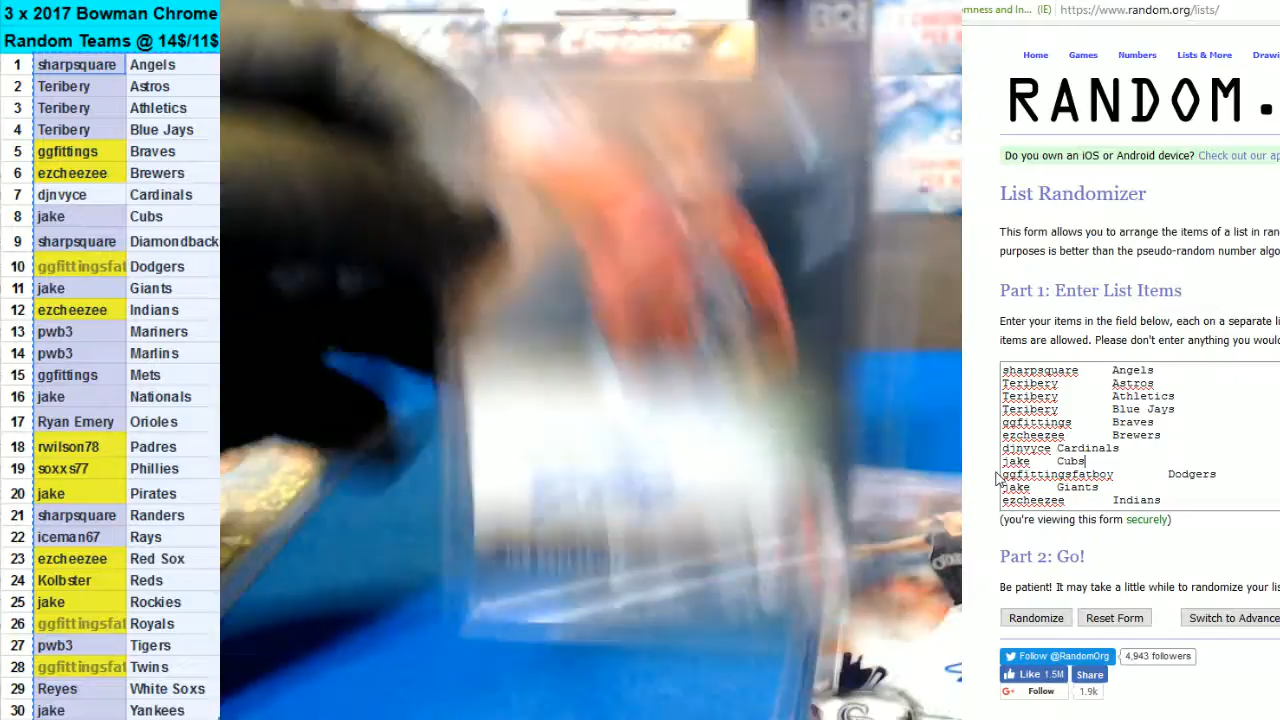 3 x 2017 Bowman Chrome
Random Teams @ 14$/11$
1 sharpsquare Angels
2 Teribery Astros
3 Teribery Athletics
4 Teribery Blue Jays
5 ggfittings Braves
6 ezcheezee Brewers
7 djnvyce Cardinals
8 jake Cubs
9 sharpsquare Diamondback
10 ggfittingsfat Dodgers
11 jake Giants
12 ezcheezee Indians
13 pwb3 Mariners
14 pwb3 Marlins
15 ggfittings Mets
16 jake Nationals
17 Ryan Emery Orioles
18 rwilson78 Padres
19 soxxs77 Phillies
20 jake Pirates
21 sharpsquare Randers
22 iceman67 Rays
23 ezcheezee Red Sox
24 Kolbster Reds
25 jake Rockies
26 ggfittingsfat Royals
27 pwb3 Tigers
28 ggfittingsfat Twins
29 Reyes White Soxs
30 jake Yankees
Chrome
BRI
omness and In... (IE) https://www.random.org/lists/
Home Games Numbers Lists & More Drawi
RANDOM.
Do you own an iOS or Android device? Check out our ap
List Randomizer
This form allows you to arrange the items of a list in ran
purposes is better than the pseudo-random number algo
Part 1: Enter List Items
Enter your items in the field below, each on a separate li
items are allowed. Please don't enter anything you would
sharpsquare Angels
Teribery Astros
Teribery Athletics
Teribery Blue Jays
ggfittings Braves
ezcheezee Brewers
djnvyce Cardinals
jake Cubs
ggfittingsfatboy Dodgers
jake Giants
ezcheezee Indians
(you're viewing this form securely)
Part 2: Go!
Be patient! It may take a little while to randomize your lis
Randomize Reset Form Switch to Advance
Follow @RandomOrg 4,943 followers
Like 1.5M Share
G+ Follow 1.9k